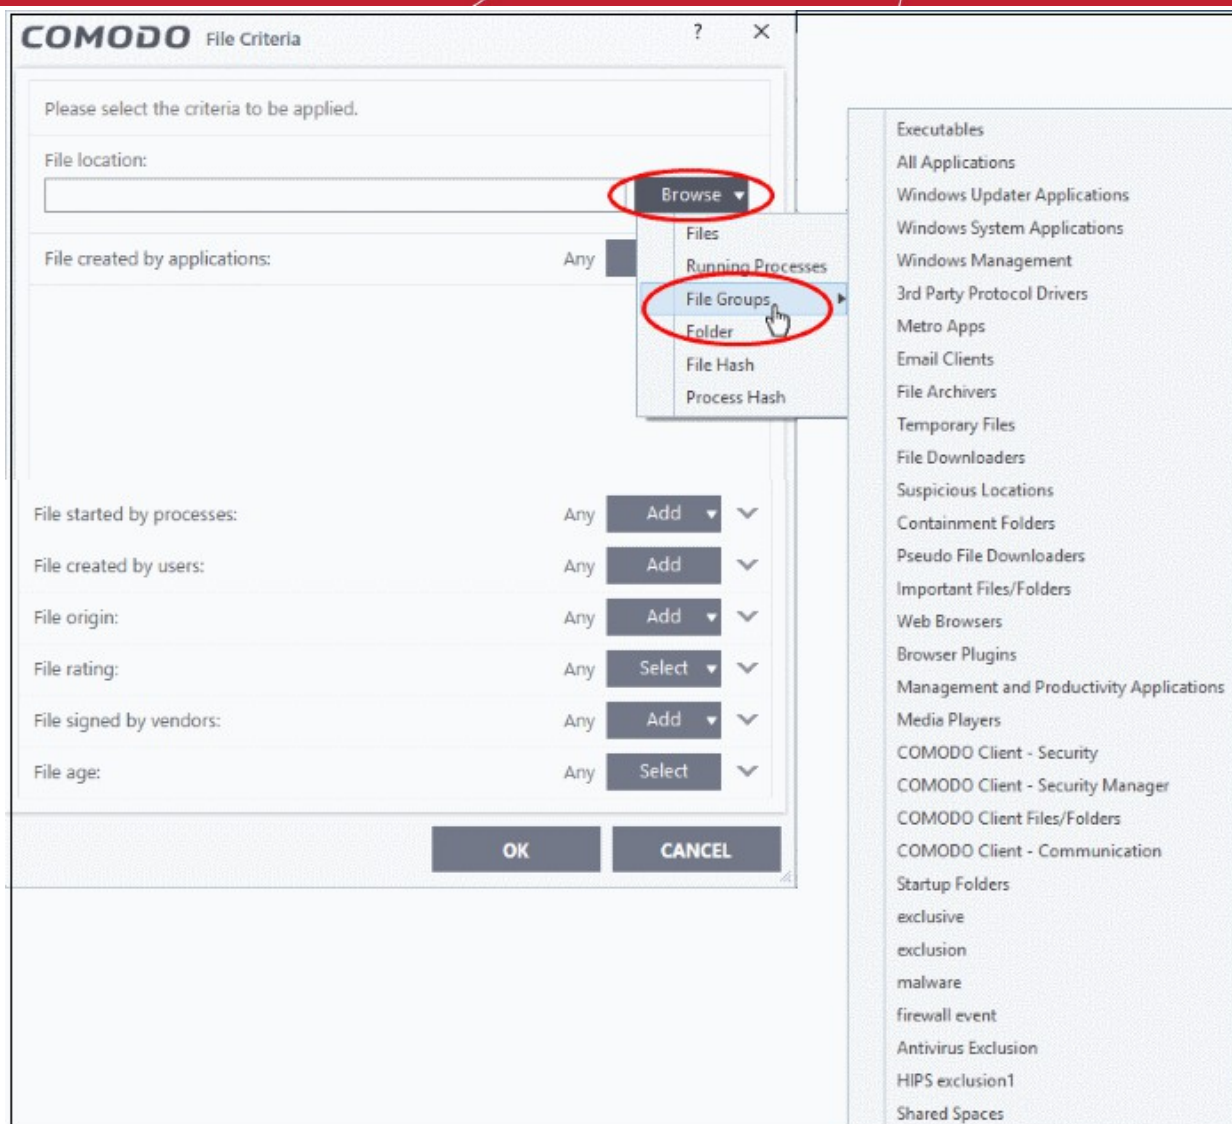 COMODO File Criteria
? ×
Please select the criteria to be applied.
File location:
Browse
Files
Running Processes
File Groups
Folder
File Hash
Process Hash
File created by applications:
Any
File started by processes:
Any
Add
File created by users:
Any
Add
File origin:
Any
Add
File rating:
Any
Select
File signed by vendors:
Any
Add
File age:
Any
Select
OK
CANCEL
Executables
All Applications
Windows Updater Applications
Windows System Applications
Windows Management
3rd Party Protocol Drivers
Metro Apps
Email Clients
File Archivers
Temporary Files
File Downloaders
Suspicious Locations
Containment Folders
Pseudo File Downloaders
Important Files/Folders
Web Browsers
Browser Plugins
Management and Productivity Applications
Media Players
COMODO Client - Security
COMODO Client - Security Manager
COMODO Client Files/Folders
COMODO Client - Communication
Startup Folders
exclusive
exclusion
malware
firewall event
Antivirus Exclusion
HIPS exclusion1
Shared Spaces